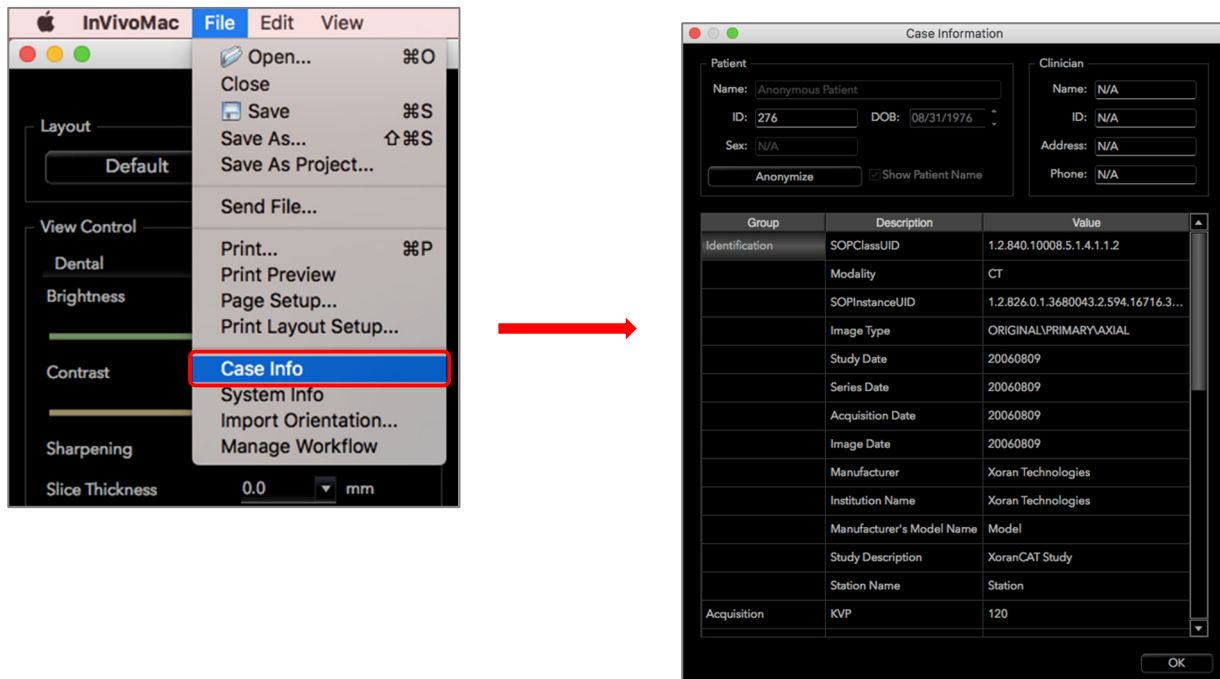 InVivoMac File Edit View
Open... ⌘O
Close
Save ⌘S
Save As... ⇧⌘S
Save As Project...
Send File...
Print... ⌘P
Print Preview
Page Setup...
Print Layout Setup...
Case Info
System Info
Import Orientation...
Manage Workflow
Layout
Default
View Control
Dental
Brightness
Contrast
Sharpening
Slice Thickness 0.0 mm
Case Information
Patient
Name: Anonymous Patient
ID: 276 DOB: 08/31/1976
Sex: N/A
Anonymize Show Patient Name
Clinician
Name: N/A
ID: N/A
Address: N/A
Phone: N/A
Group Description Value
Identification SOPClassUID 1.2.840.10008.5.1.4.1.1.2
Modality CT
SOPInstanceUID 1.2.826.0.1.3680043.2.594.16716.3...
Image Type ORIGINAL\PRIMARY\AXIAL
Study Date 20060809
Series Date 20060809
Acquisition Date 20060809
Image Date 20060809
Manufacturer Xoran Technologies
Institution Name Xoran Technologies
Manufacturer's Model Name Model
Study Description XoranCAT Study
Station Name Station
Acquisition KVP 120
OK